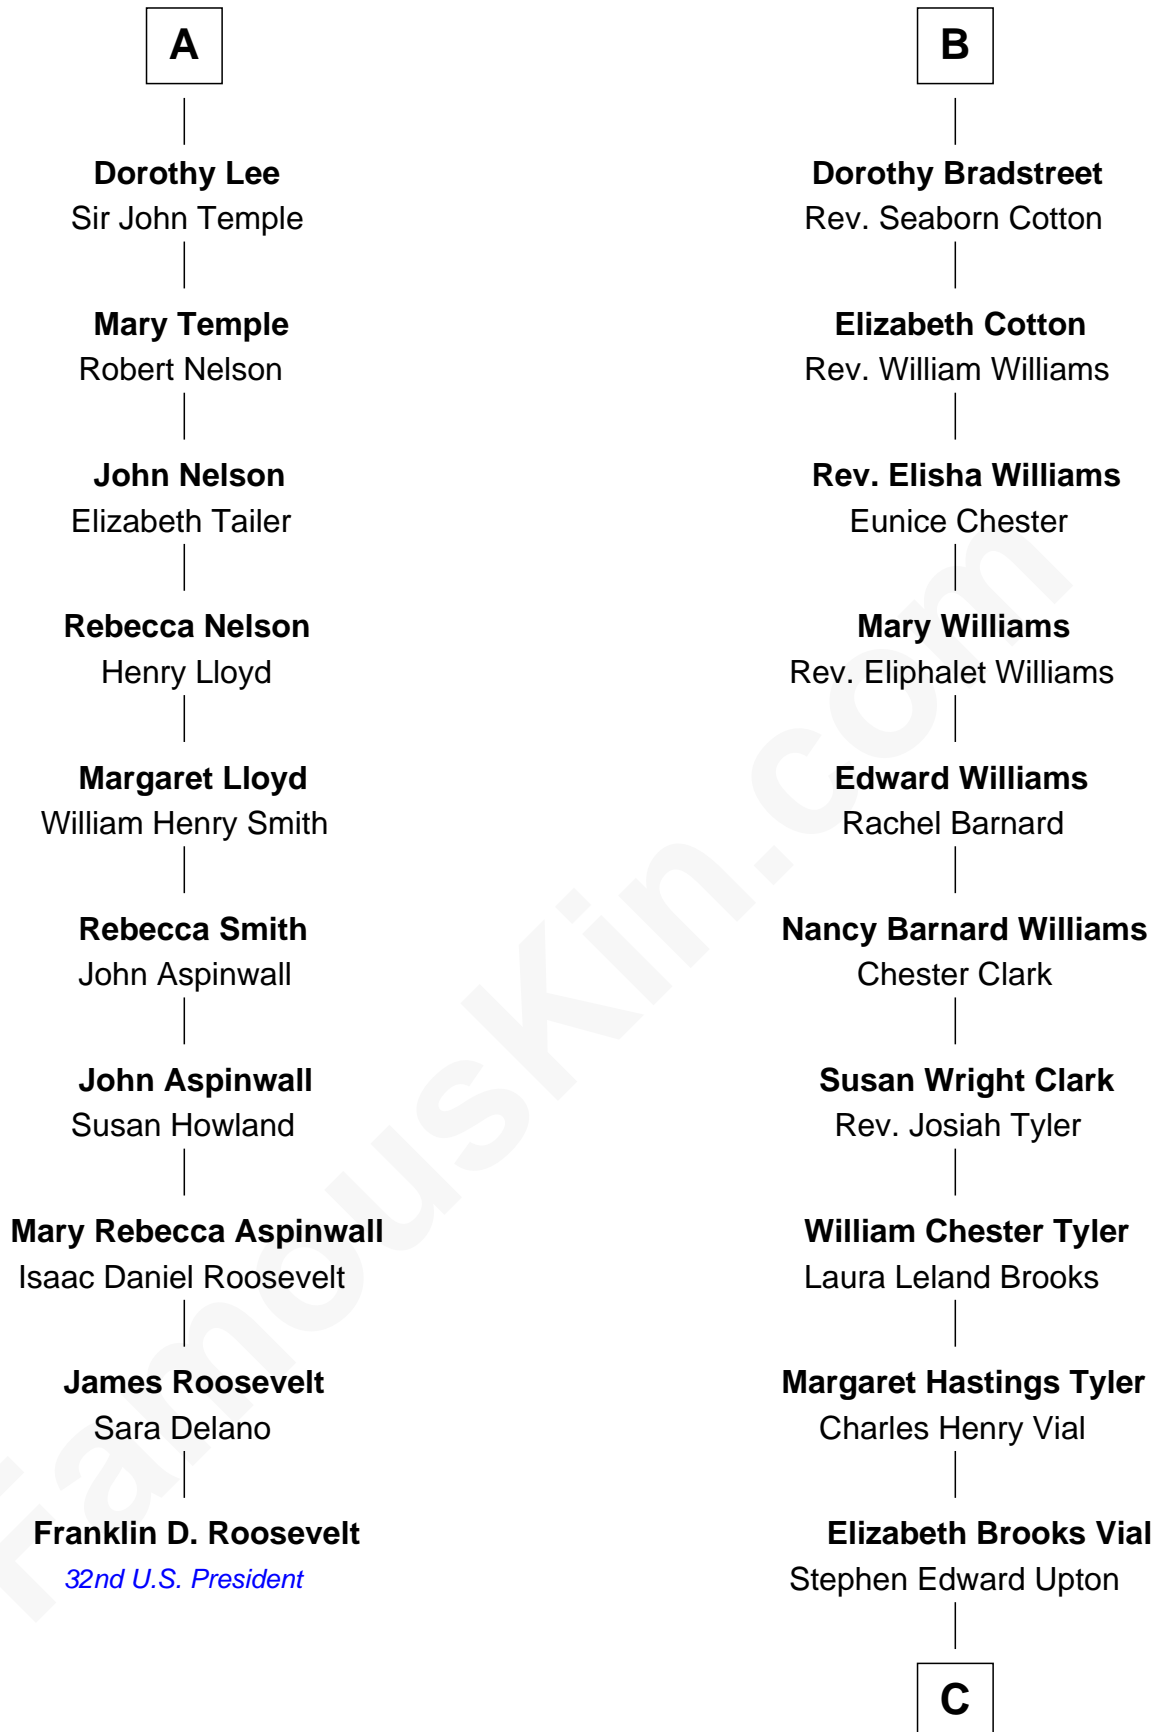 A
Dorothy Lee
Sir John Temple
Mary Temple
Robert Nelson
John Nelson
Elizabeth Tailer
Rebecca Nelson
Henry Lloyd
Margaret Lloyd
William Henry Smith
Rebecca Smith
John Aspinwall
John Aspinwall
Susan Howland
Mary Rebecca Aspinwall
Isaac Daniel Roosevelt
James Roosevelt
Sara Delano
Franklin D. Roosevelt
32nd U.S. President
B
Dorothy Bradstreet
Rev. Seaborn Cotton
Elizabeth Cotton
Rev. William Williams
Rev. Elisha Williams
Eunice Chester
Mary Williams
Rev. Eliphalet Williams
Edward Williams
Rachel Barnard
Nancy Barnard Williams
Chester Clark
Susan Wright Clark
Rev. Josiah Tyler
William Chester Tyler
Laura Leland Brooks
Margaret Hastings Tyler
Charles Henry Vial
Elizabeth Brooks Vial
Stephen Edward Upton
C
FamousKin.com